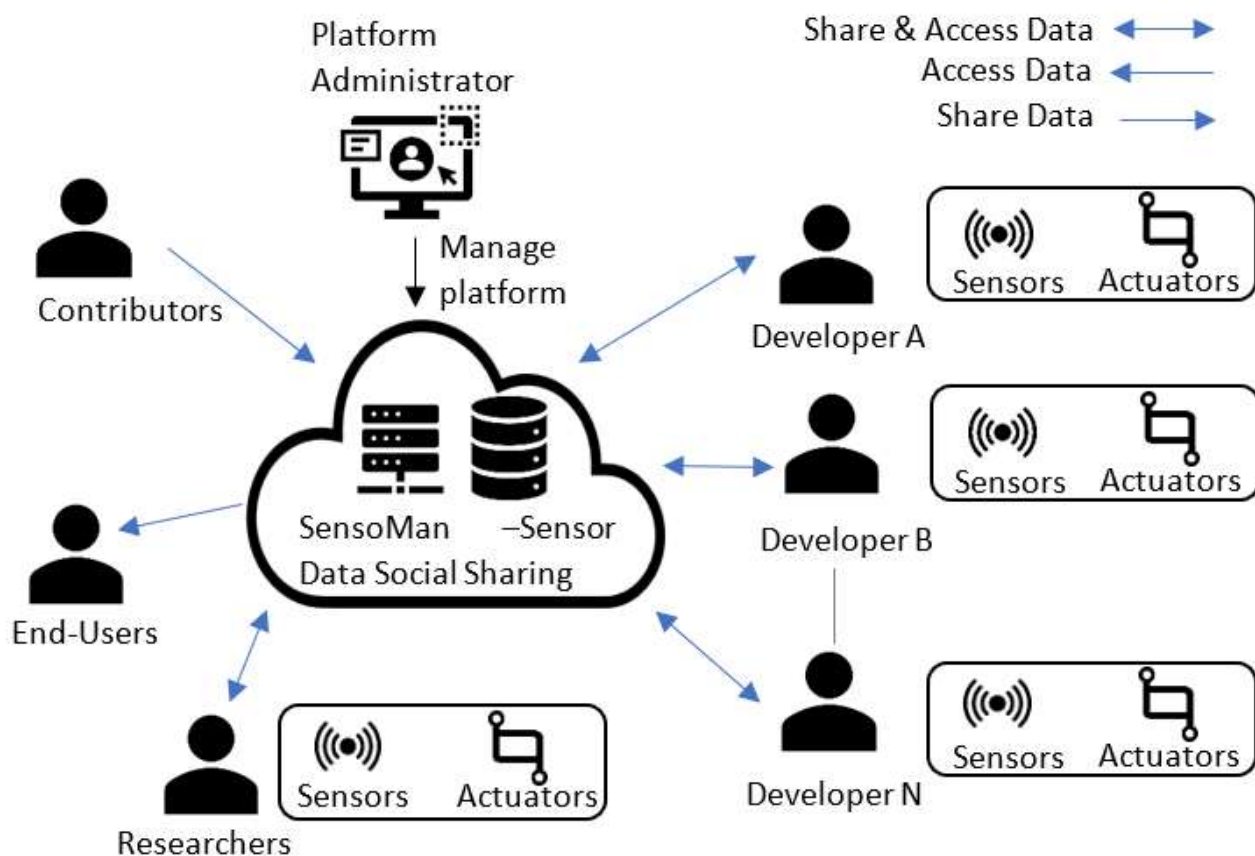 Platform
Administrator
Share & Access Data
Access Data
Share Data
Manage
platform
Contributors
Sensors Actuators
Developer A
Sensors Actuators
Developer B
SensoMan –Sensor
Data Social Sharing
End-Users
Sensors Actuators
Developer N
Sensors Actuators
Researchers